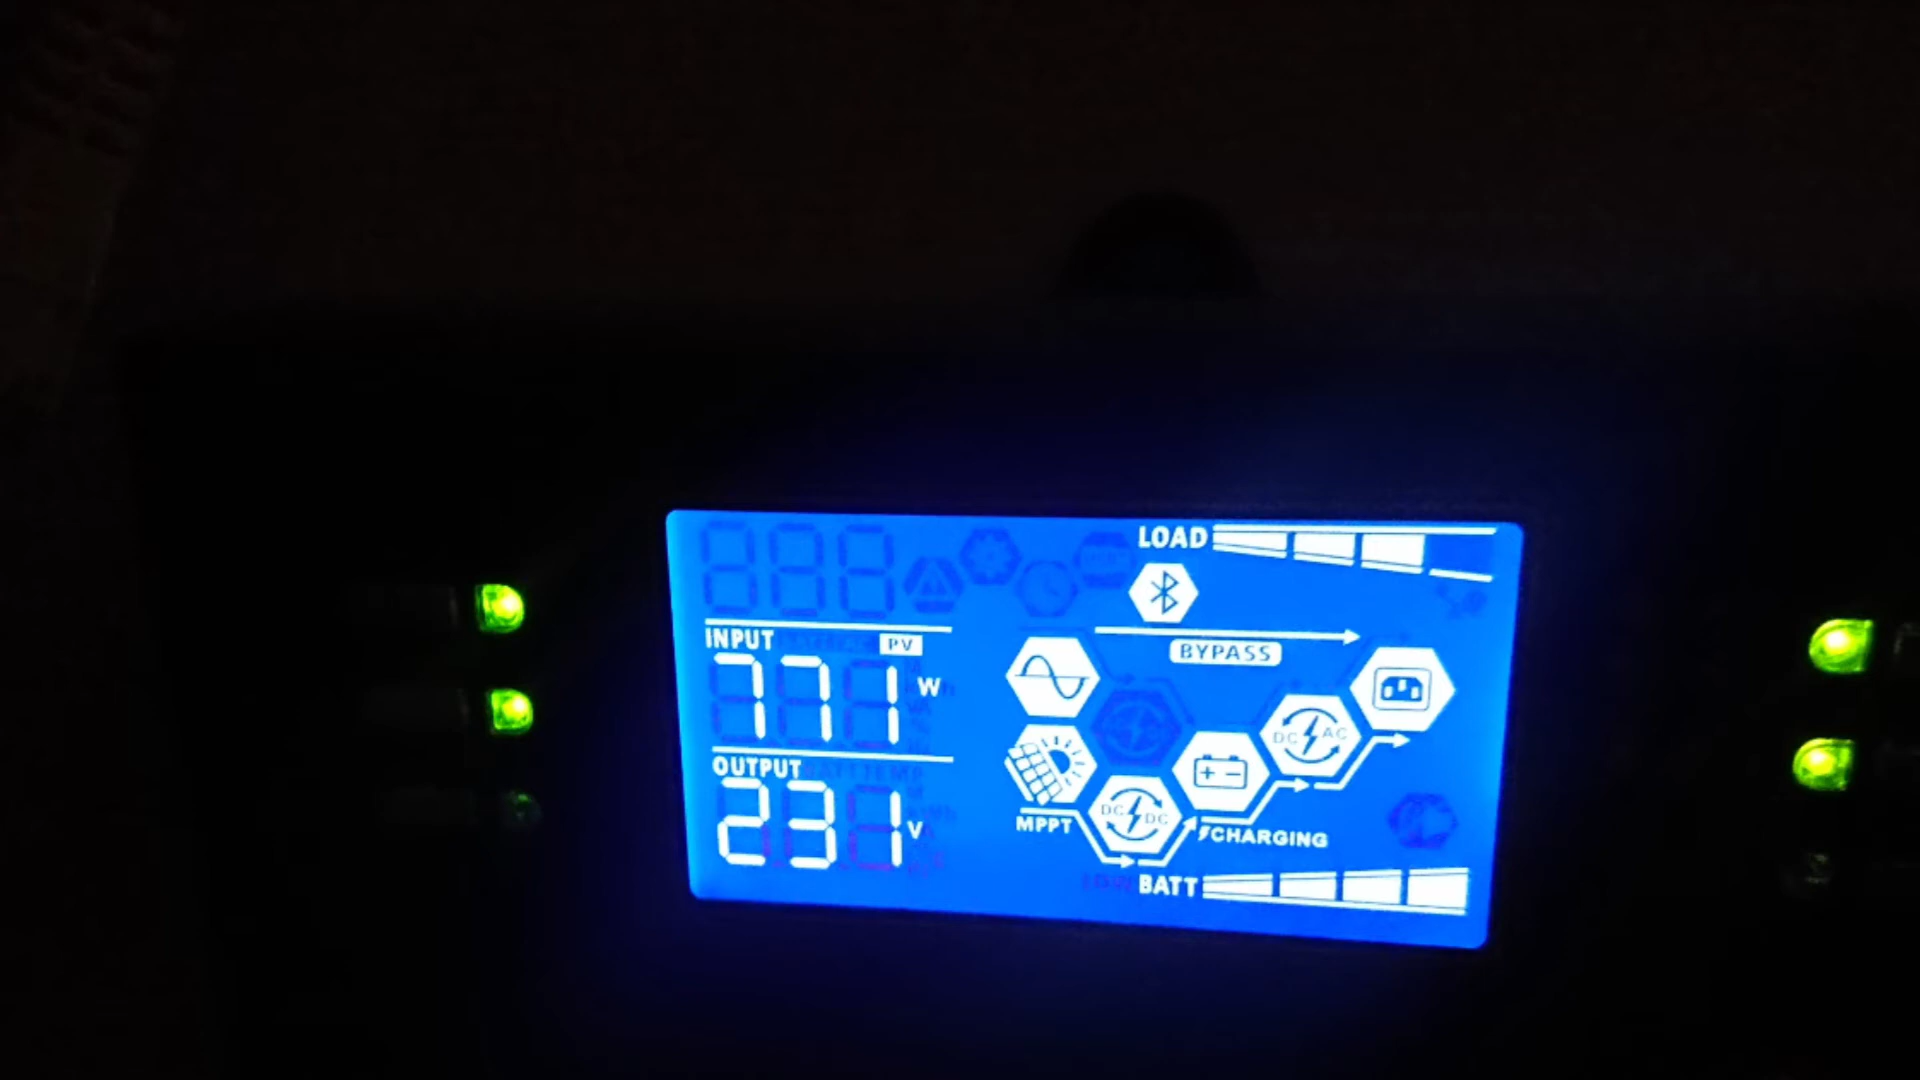 LOAD
BYPASS
INPUT PV
771 W
OUTPUT
231 V
DC AC
DC DC
MPPT
CHARGING
BATT